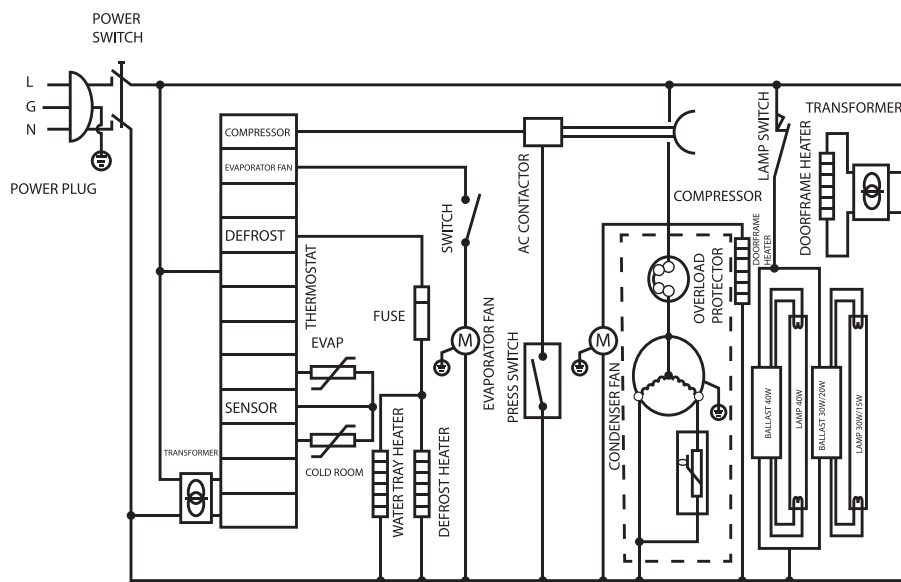 POWER
SWITCH
L
G
N
POWER PLUG
COMPRESSOR
EVAPORATOR FAN
DEFROST
THERMOSTAT
EVAP
SENSOR
COLD ROOM
TRANSFORMER
FUSE
WATER TRAY HEATER
DEFROST HEATER
SWITCH
M
EVAPORATOR FAN
AC CONTACTOR
PRESS SWITCH
M
CONDENSER FAN
COMPRESSOR
OVERLOAD
PROTECTOR
DOORFRAME
HEATER
LAMP SWITCH
TRANSFORMER
DOORFRAME HEATER
BALLAST 40W
LAMP 40W
BALLAST 30W/20W
LAMP 30W/15W